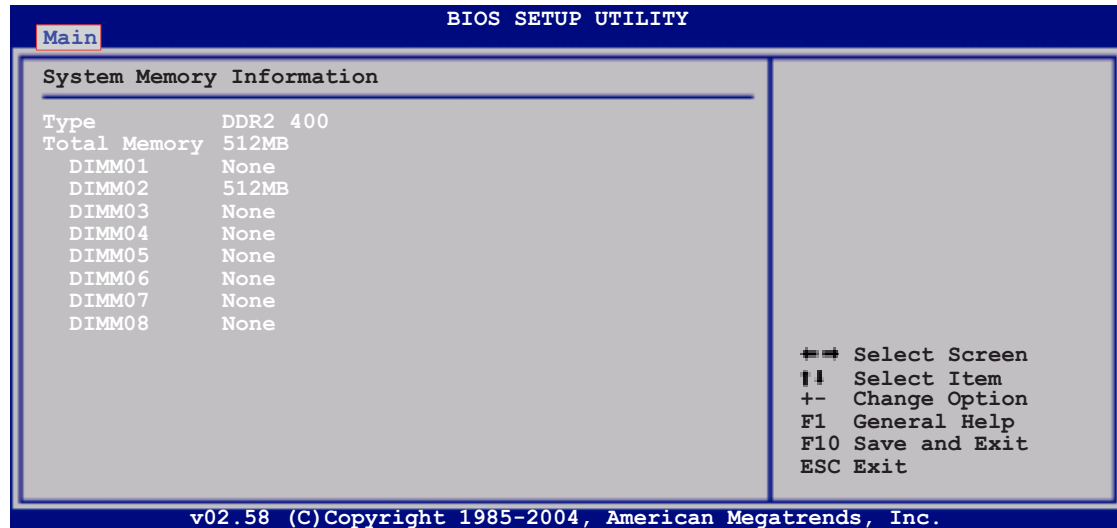 BIOS SETUP UTILITY
Main
System Memory Information
Type DDR2 400
Total Memory 512MB
DIMM01 None
DIMM02 512MB
DIMM03 None
DIMM04 None
DIMM05 None
DIMM06 None
DIMM07 None
DIMM08 None
←→ Select Screen
↑↓ Select Item
+- Change Option
F1 General Help
F10 Save and Exit
ESC Exit
v02.58 (C)Copyright 1985-2004, American Megatrends, Inc.